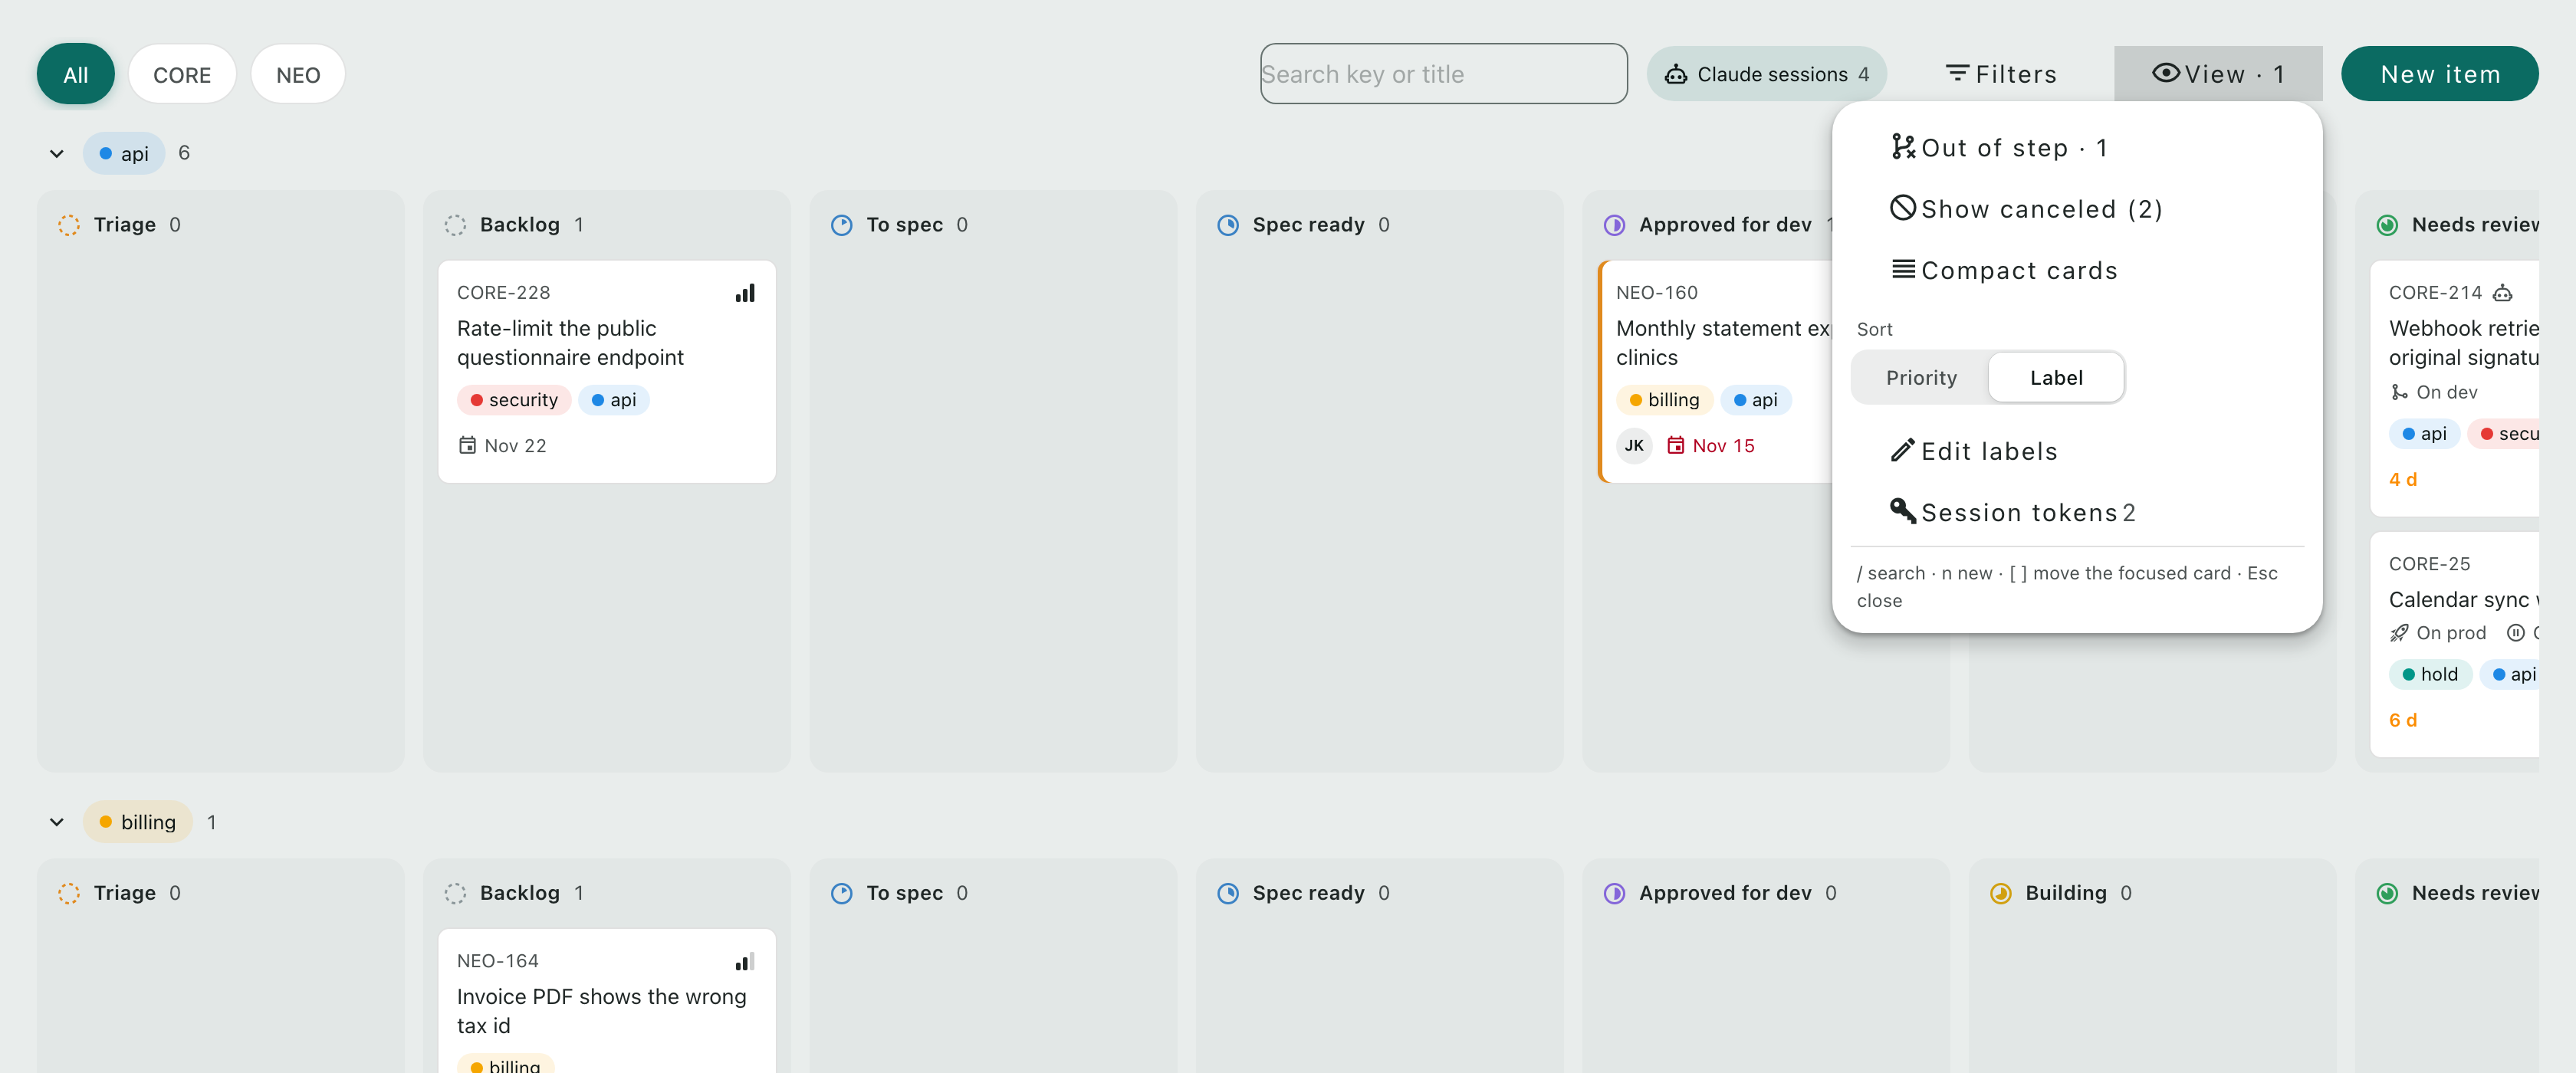 All
CORE
NEO
Search key or title
Claude sessions 4
Filters
View · 1
New item
api 6
Out of step · 1
Show canceled (2)
Compact cards
Sort
Priority
Label
Edit labels
Session tokens 2
/ search · n new · [ ] move the focused card · Esc
close
Triage 0
Backlog 1
CORE-228
Rate-limit the public
questionnaire endpoint
security
api
Nov 22
To spec 0
Spec ready 0
Approved for dev
NEO-160
Monthly statement
clinics
billing
api
JK
Nov 15
Needs review
CORE-214
Webhook
original
On dev
api
4 d
CORE-25
Calendar sync
On prod
hold
api
6 d
billing 1
Triage 0
Backlog 1
NEO-164
Invoice PDF shows the wrong
tax id
billing
To spec 0
Spec ready 0
Approved for dev 0
Building 0
Needs review